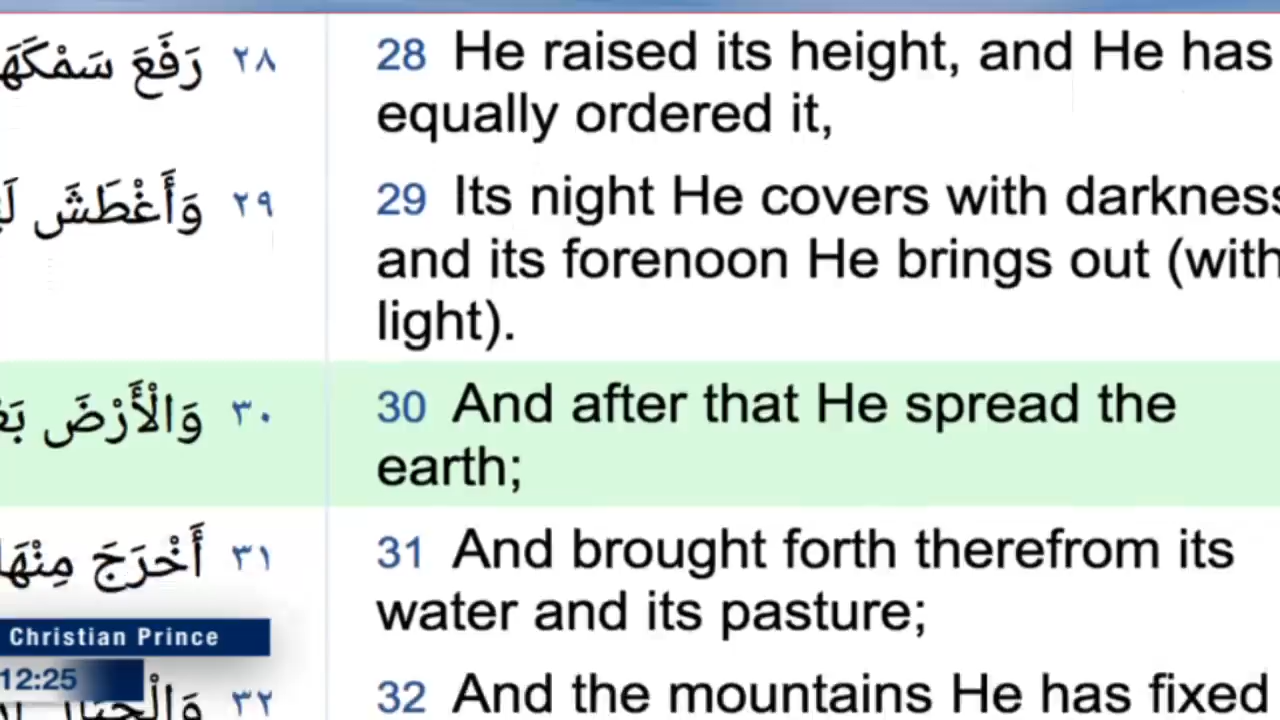 ٢٨ رَفَعَ سَمْكَهَا
28 He raised its height, and He has
equally ordered it,
٢٩ وَأَغْطَشَ
29 Its night He covers with darkness
and its forenoon He brings out (with
light).
٣٠ وَالْأَرْضَ
30 And after that He spread the
earth;
٣١ أَخْرَجَ مِنْهَا
31 And brought forth therefrom its
water and its pasture;
Christian Prince
12:25
٣٢
32 And the mountains He has fixed